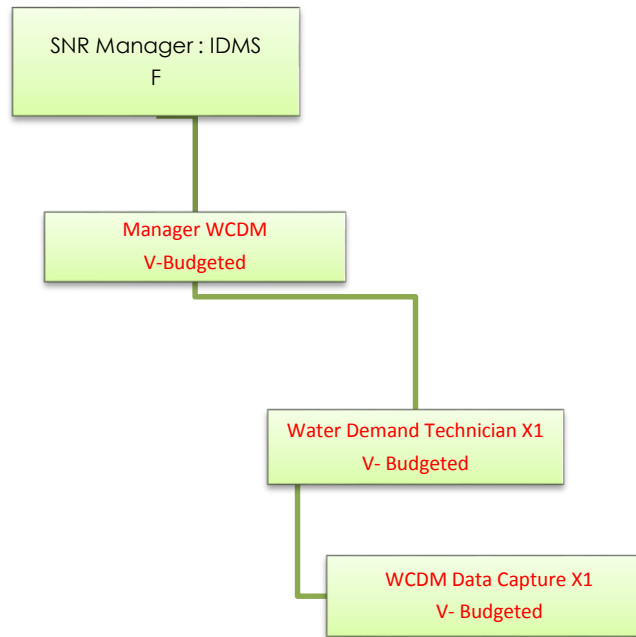 SNR Manager : IDMS
F
Manager WCDM
V-Budgeted
Water Demand Technician X1
V- Budgeted
WCDM Data Capture X1
V- Budgeted